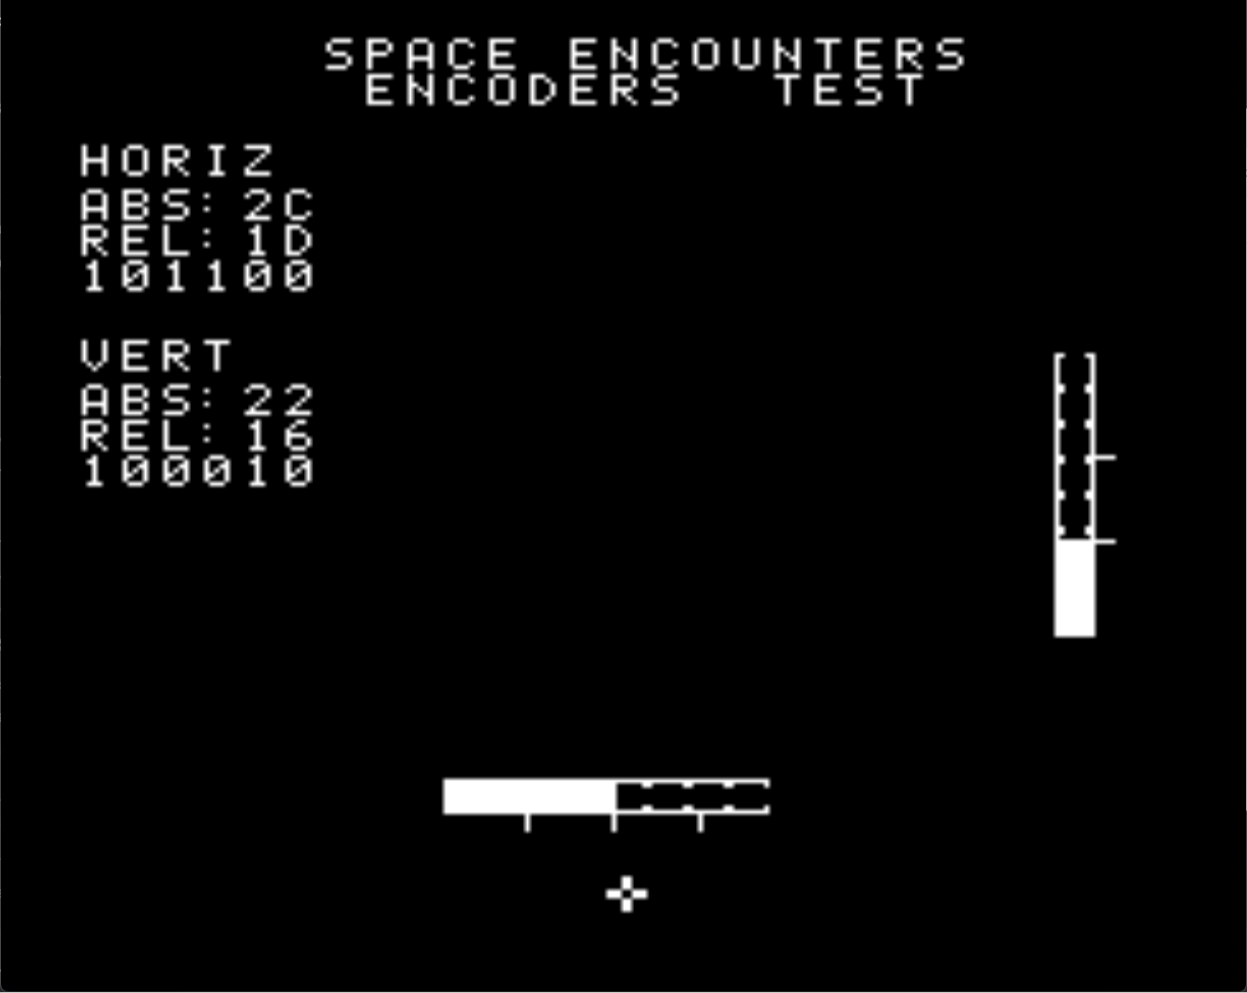 SPACE ENCOUNTERS
ENCODERS TEST
HORIZ
ABS: 2C
REL: 1D
101100
VERT
ABS: 22
REL: 16
100010